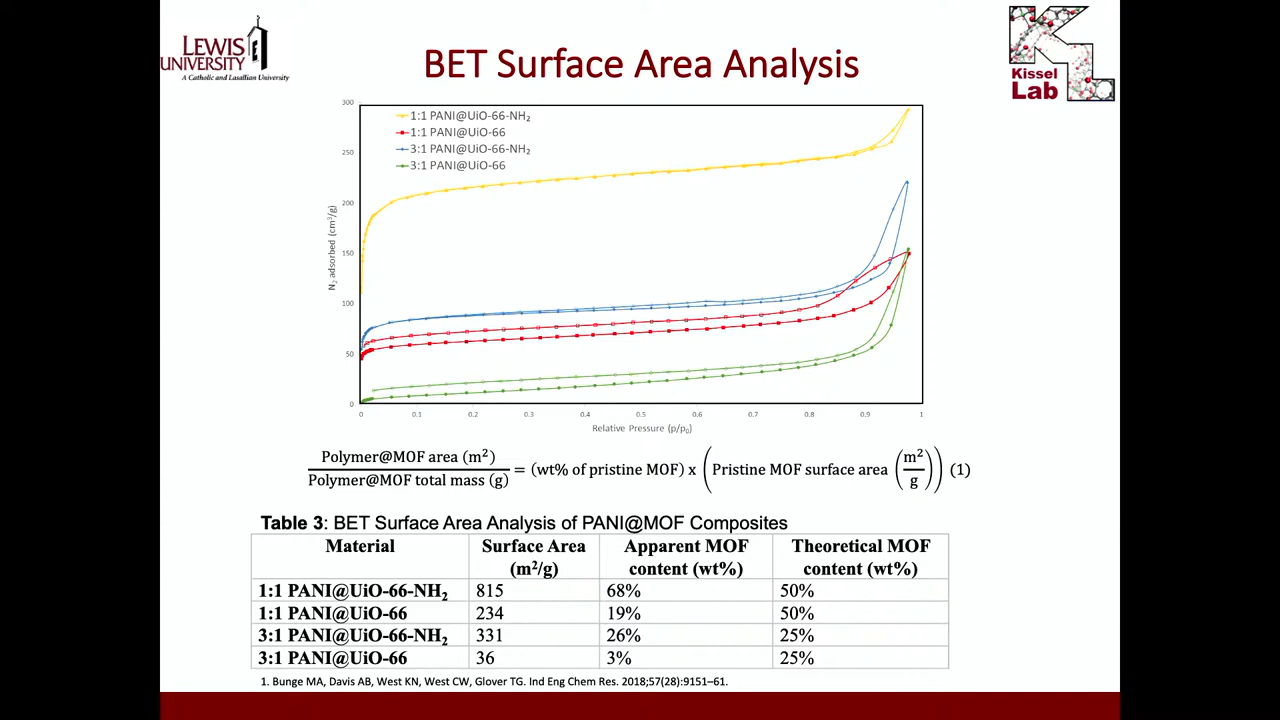 LEWIS
UNIVERSITY
A Catholic and Lasallian University
BET Surface Area Analysis
Kissel
Lab
1:1 PANI@UiO-66-NH₂
1:1 PANI@UiO-66
3:1 PANI@UiO-66-NH₂
3:1 PANI@UiO-66
300
250
200
150
100
50
0
N₂ adsorbed (cm³/g)
0 0.1 0.2 0.3 0.4 0.5 0.6 0.7 0.8 0.9 1
Relative Pressure (p/p₀)
Polymer@MOF area (m²)
Polymer@MOF total mass (g)
= (wt% of pristine MOF) x (Pristine MOF surface area (m²/g)) (1)
Table 3: BET Surface Area Analysis of PANI@MOF Composites
Material Surface Area (m²/g) Apparent MOF content (wt%) Theoretical MOF content (wt%)
1:1 PANI@UiO-66-NH₂ 815 68% 50%
1:1 PANI@UiO-66 234 19% 50%
3:1 PANI@UiO-66-NH₂ 331 26% 25%
3:1 PANI@UiO-66 36 3% 25%
1. Bunge MA, Davis AB, West KN, West CW, Glover TG. Ind Eng Chem Res. 2018;57(28):9151–61.